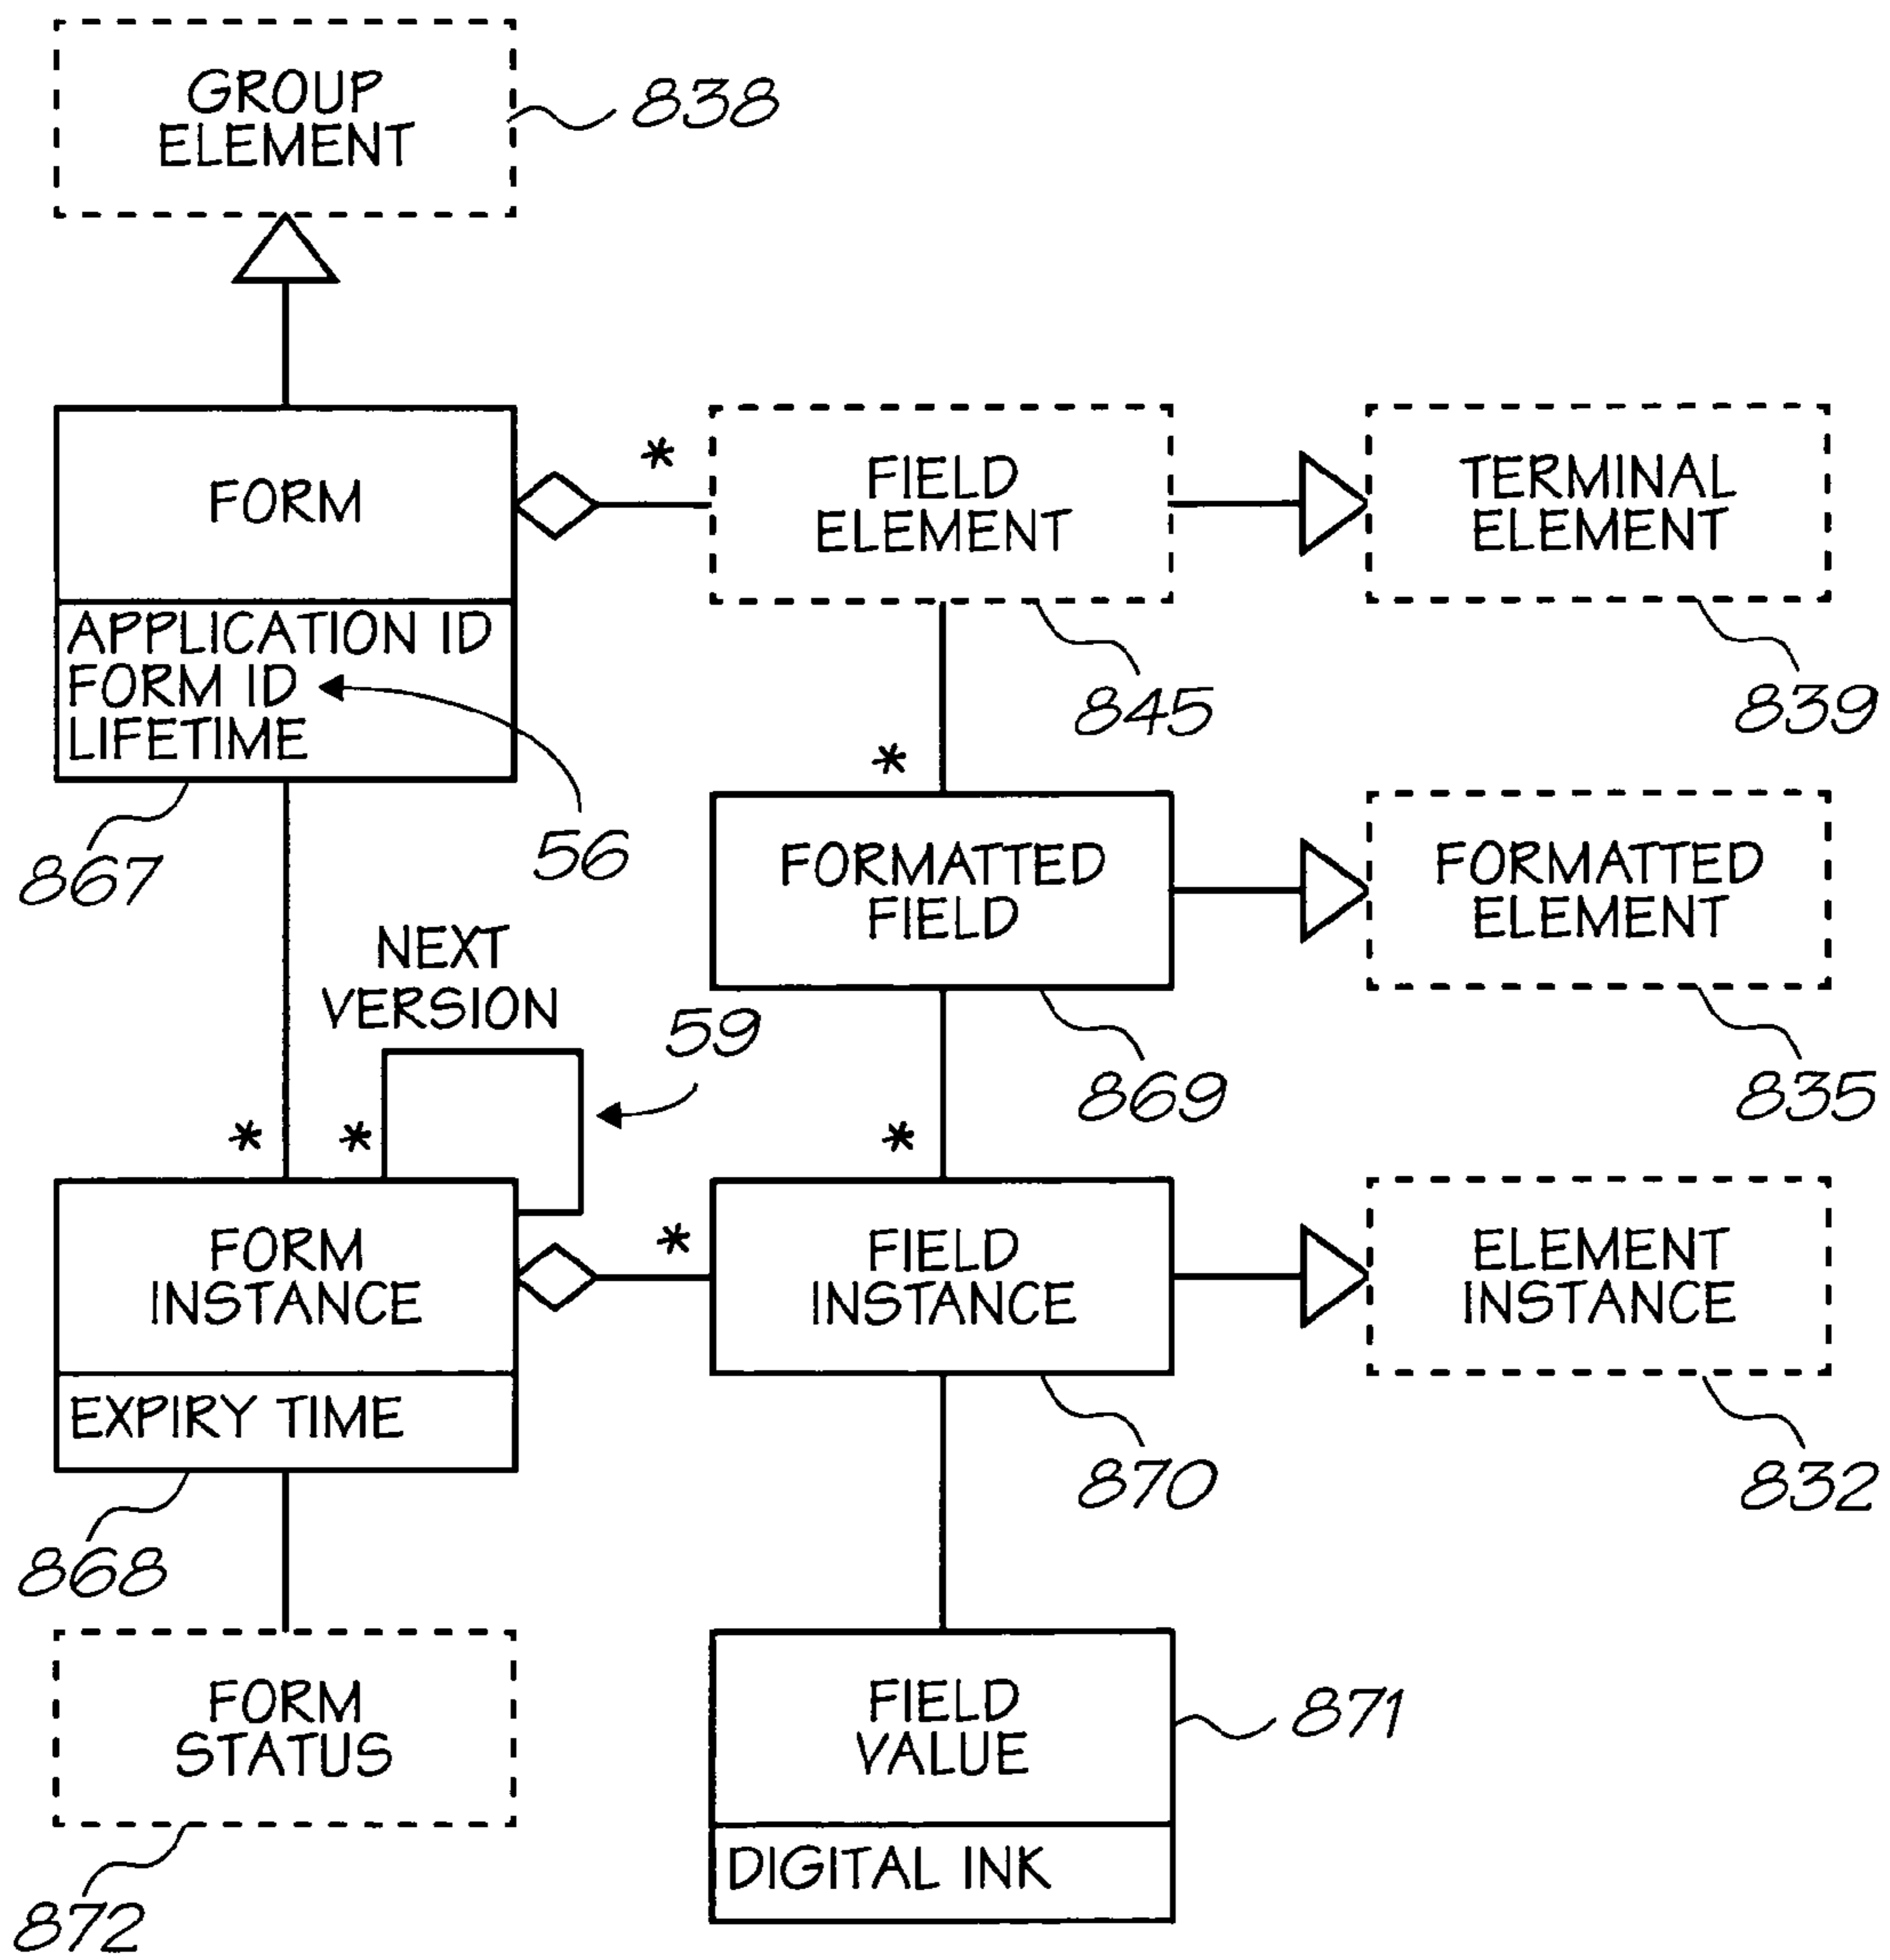 GROUP
ELEMENT
838
FORM
*
FIELD
ELEMENT
TERMINAL
ELEMENT
APPLICATION ID
FORM ID
LIFETIME
56
867
845
839
*
FORMATTED
FIELD
FORMATTED
ELEMENT
869
835
NEXT
VERSION
59
*
*
*
FORM
INSTANCE
EXPIRY TIME
*
FIELD
INSTANCE
ELEMENT
INSTANCE
868
870
832
FORM
STATUS
872
FIELD
VALUE
DIGITAL INK
871